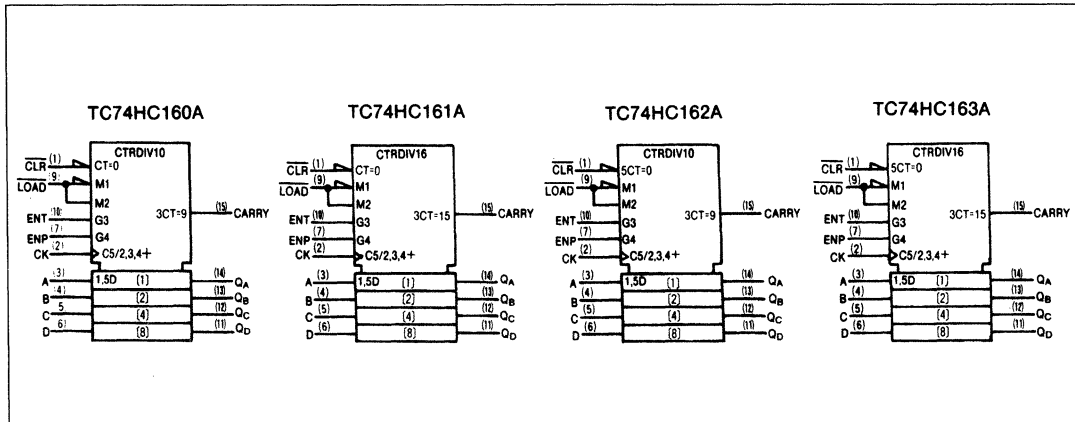 TC74HC160A
CTRDIV10
CLR (1) CT=0
LOAD (9) M1
M2
ENT (10) G3
3CT=9 (15) CARRY
ENP (7) G4
CK (2) C5/2,3,4+
A (3) 1,5D [1] (14) QA
B (4) [2] (13) QB
C 5 [4] (12) QC
D (6) [8] (11) QD
TC74HC161A
CTRDIV16
CLR (1) CT=0
LOAD (9) M1
M2
ENT (10) G3
3CT=15 (15) CARRY
ENP (7) G4
CK (2) C5/2,3,4+
A (3) 1,5D [1] (14) QA
B (4) [2] (13) QB
C (5) [4] (12) QC
D (6) [8] (11) QD
TC74HC162A
CTRDIV10
CLR (1) 5CT=0
LOAD (9) M1
M2
ENT (10) G3
3CT=9 (15) CARRY
ENP (7) G4
CK (2) C5/2,3,4+
A (3) 1,5D [1] (14) QA
B (4) [2] (13) QB
C (5) [4] (12) QC
D (6) [8] (11) QD
TC74HC163A
CTRDIV16
CLR (1) 5CT=0
LOAD (9) M1
M2
ENT (10) G3
3CT=15 (15) CARRY
ENP (7) G4
CK (2) C5/2,3,4+
A (3) 1,5D [1] (14) QA
B (4) [2] (13) QB
C (5) [4] (12) QC
D (6) [8] (11) QD